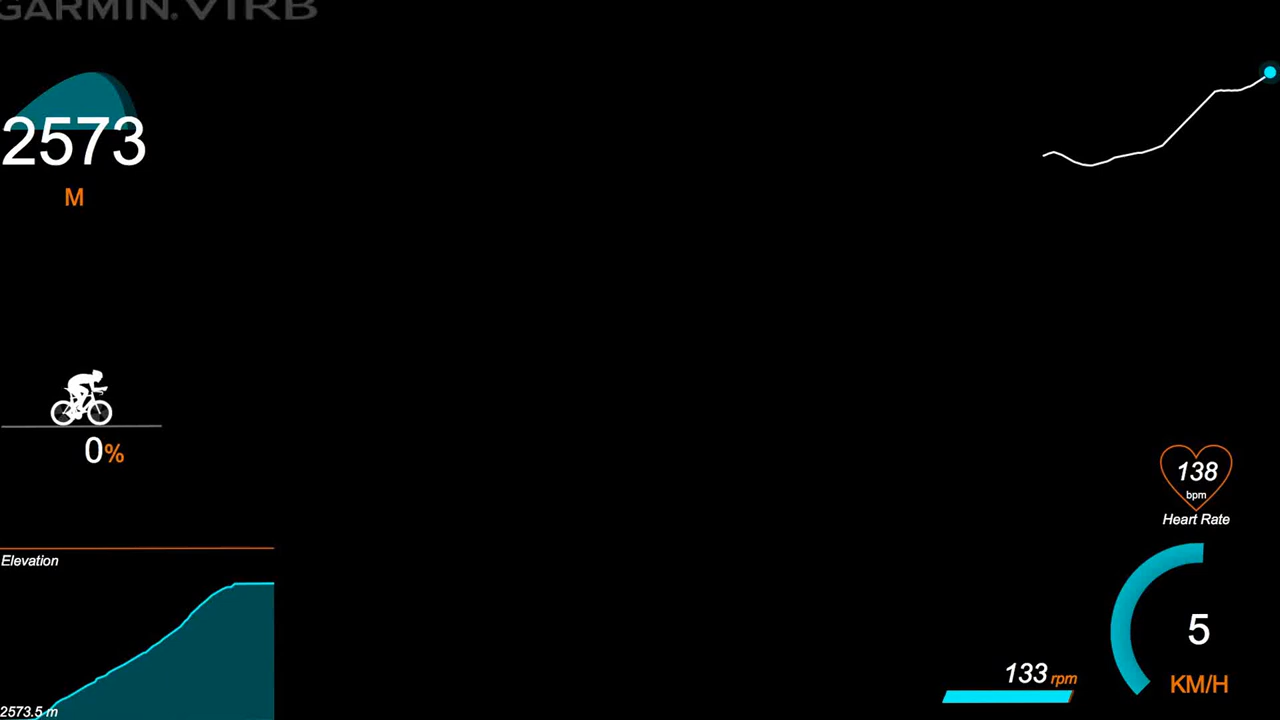 GARMIN. VIRB
2573
M
0%
138
bpm
Heart Rate
Elevation
5
133 rpm
KM/H
2573.5 m